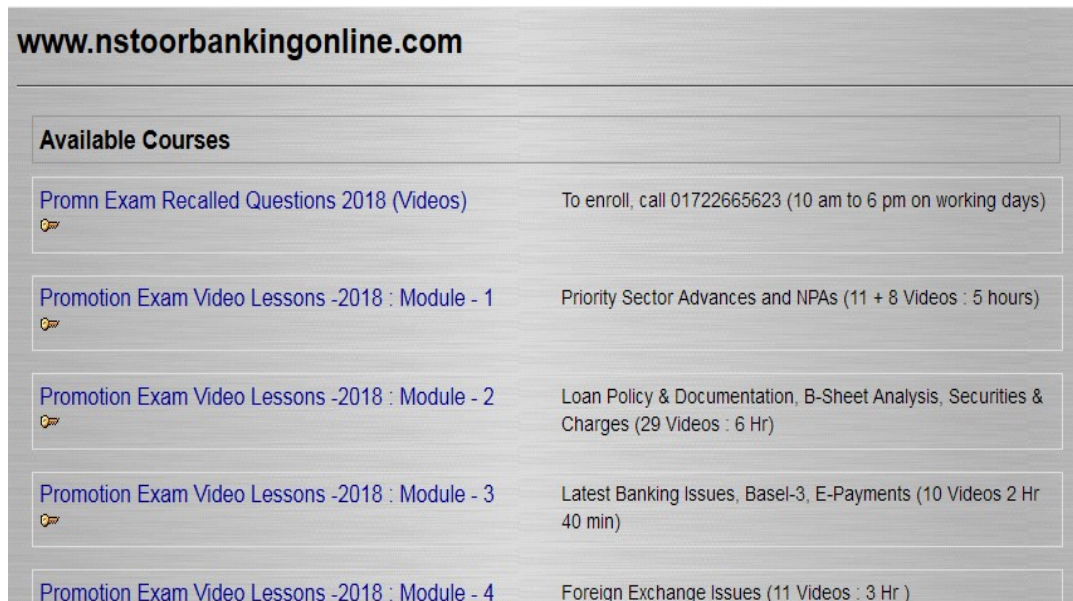 www.nstoorbankingonline.com
Available Courses
Promn Exam Recalled Questions 2018 (Videos)
To enroll, call 01722665623 (10 am to 6 pm on working days)
Promotion Exam Video Lessons -2018 : Module - 1
Priority Sector Advances and NPAs (11 + 8 Videos : 5 hours)
Promotion Exam Video Lessons -2018 : Module - 2
Loan Policy & Documentation, B-Sheet Analysis, Securities &
Charges (29 Videos : 6 Hr)
Promotion Exam Video Lessons -2018 : Module - 3
Latest Banking Issues, Basel-3, E-Payments (10 Videos 2 Hr
40 min)
Promotion Exam Video Lessons -2018 : Module - 4
Foreign Exchange Issues (11 Videos : 3 Hr )